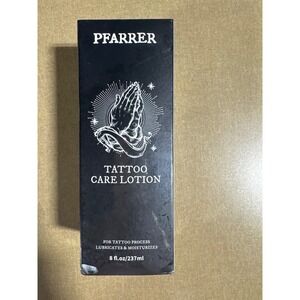 PFARRER
TATTOO
CARE LOTION
FOR TATTOO PROCESS
LUBRICATES & MOISTURIZES
8 fl.oz/237ml